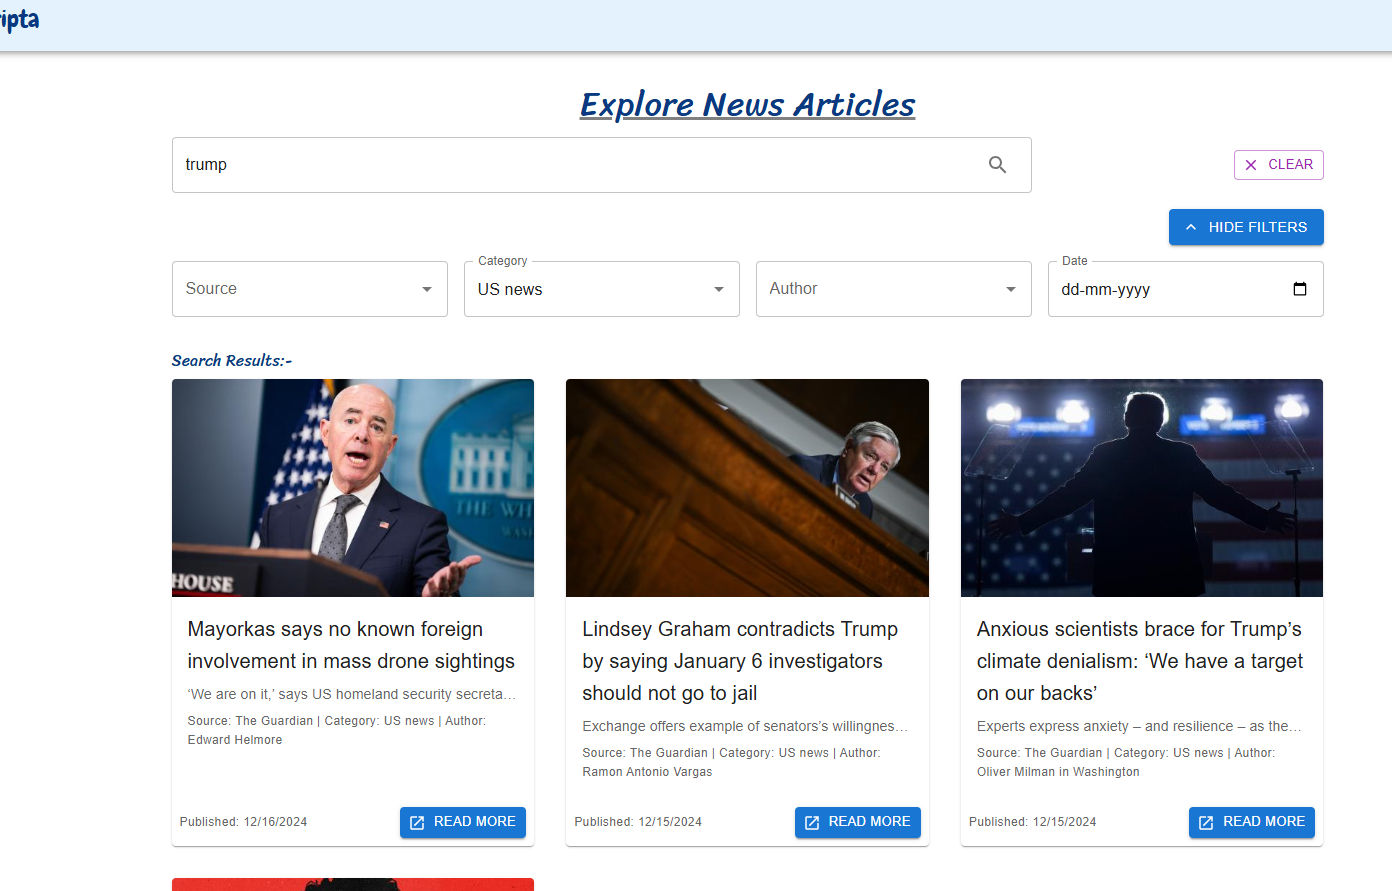 ripta
Explore News Articles
trump
CLEAR
HIDE FILTERS
Source
Category
US news
Author
Date
dd-mm-yyyy
Search Results:-
HOUSE
THE WH
WAS
Mayorkas says no known foreign
involvement in mass drone sightings
‘We are on it,’ says US homeland security secreta…
Source: The Guardian | Category: US news | Author:
Edward Helmore
Published: 12/16/2024
READ MORE
Lindsey Graham contradicts Trump
by saying January 6 investigators
should not go to jail
Exchange offers example of senators’s willingnes…
Source: The Guardian | Category: US news | Author:
Ramon Antonio Vargas
Published: 12/15/2024
READ MORE
Anxious scientists brace for Trump’s
climate denialism: ‘We have a target
on our backs’
Experts express anxiety – and resilience – as the…
Source: The Guardian | Category: US news | Author:
Oliver Milman in Washington
Published: 12/15/2024
READ MORE